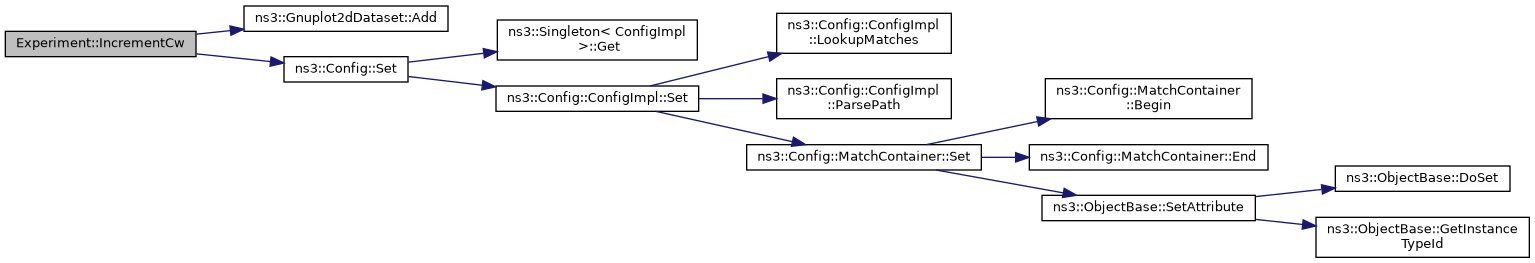 Experiment::IncrementCw
ns3::Gnuplot2dDataset::Add
ns3::Config::Set
ns3::Singleton< ConfigImpl
>::Get
ns3::Config::ConfigImpl::Set
ns3::Config::ConfigImpl
::LookupMatches
ns3::Config::ConfigImpl
::ParsePath
ns3::Config::MatchContainer::Set
ns3::Config::MatchContainer
::Begin
ns3::Config::MatchContainer::End
ns3::ObjectBase::SetAttribute
ns3::ObjectBase::DoSet
ns3::ObjectBase::GetInstance
TypeId